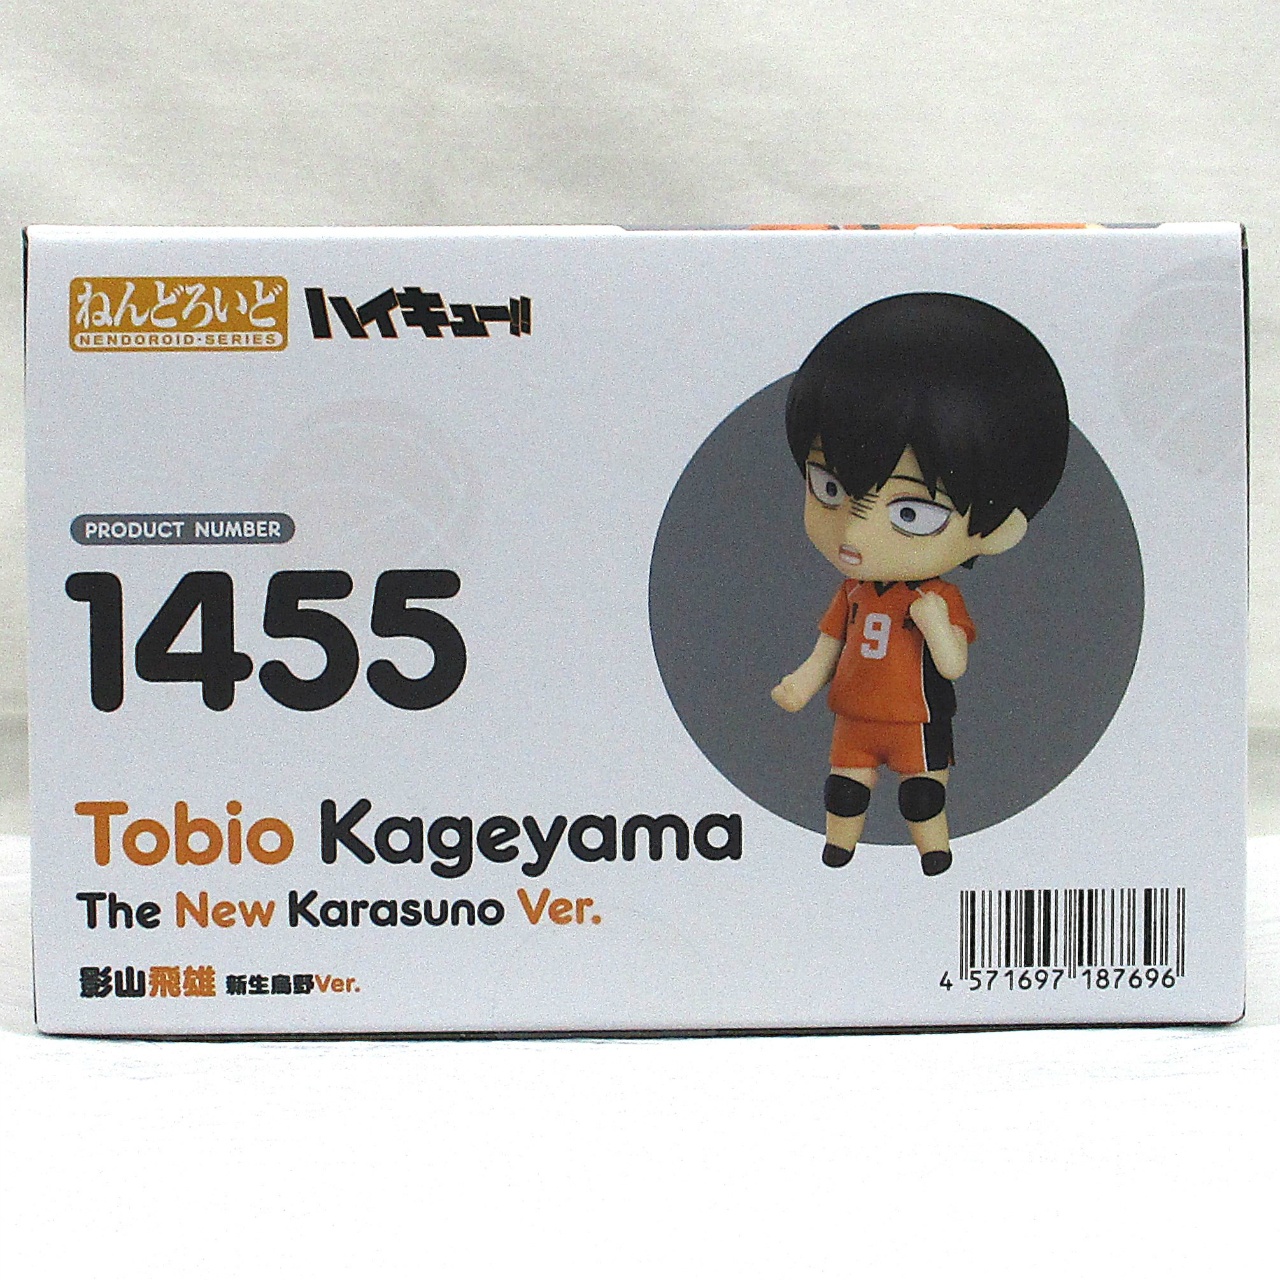 ねんどろいど
NENDOROID·SERIES
ハイキュー!!
PRODUCT NUMBER
1455
9
Tobio Kageyama
The New Karasuno Ver.
影山飛雄 新生烏野Ver.
4 571697 187696